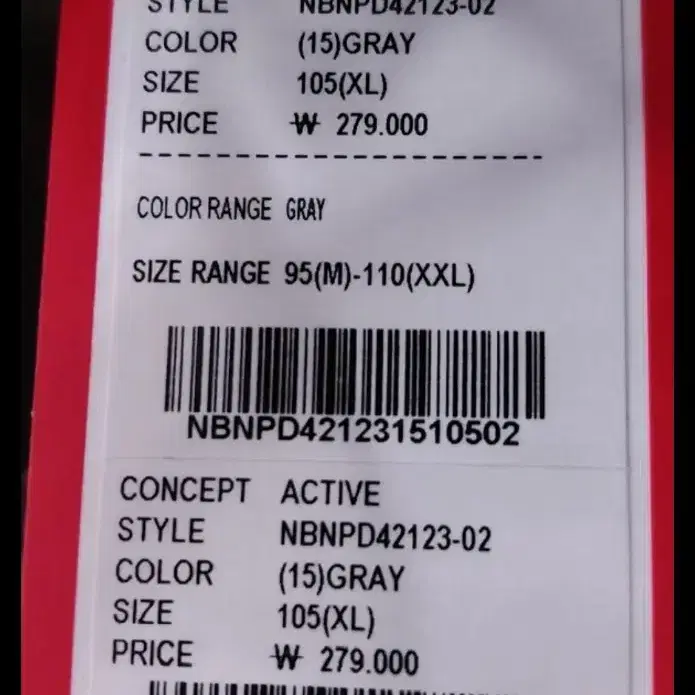 STYLE NBNPD42123-02
COLOR (15)GRAY
SIZE 105(XL)
PRICE ₩ 279.000
COLOR RANGE GRAY
SIZE RANGE 95(M)-110(XXL)
NBNPD421231510502
CONCEPT ACTIVE
STYLE NBNPD42123-02
COLOR (15)GRAY
SIZE 105(XL)
PRICE ₩ 279.000